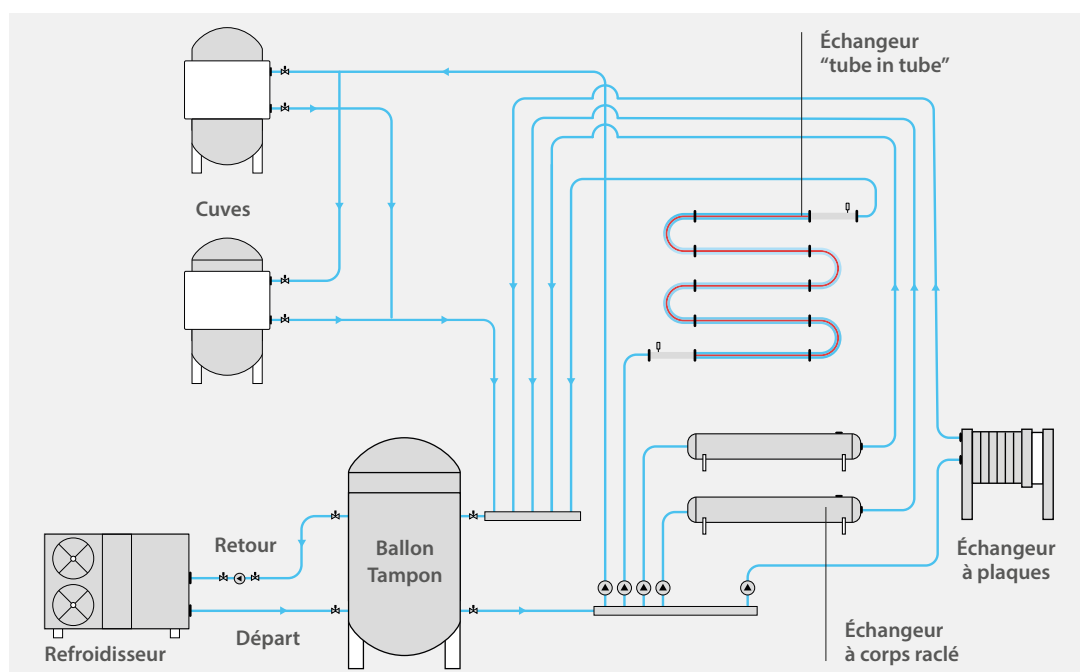 Échangeur
“tube in tube”
Cuves
Retour
Ballon
Tampon
Échangeur
à plaques
Départ
Échangeur
à corps raclé
Refroidisseur